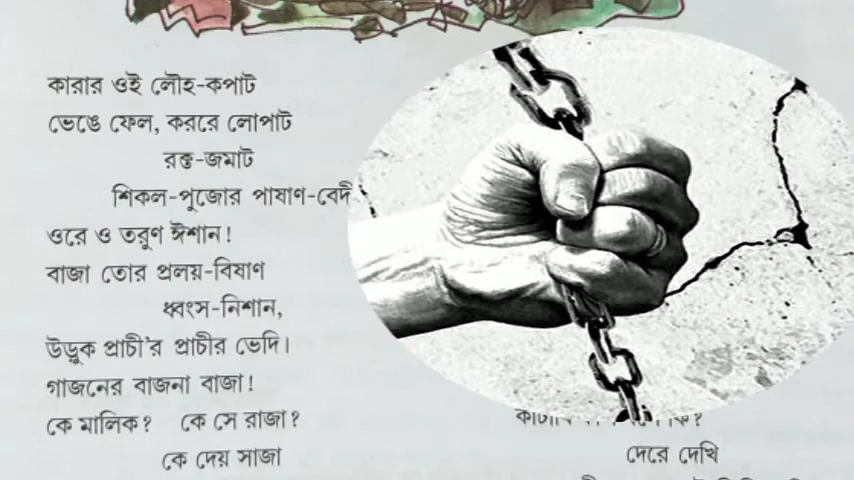 কারার ওই লৌহ-কপাট
ভেঙে ফেল, কররে লোপাট
রক্ত-জমাট
শিকল-পুজোর পাষাণ-বেদী
ওরে ও তরুণ ঈশান!
বাজা তোর প্রলয়-বিষাণ
ধ্বংস-নিশান,
উড়ুক প্রাচী'র প্রাচীর ভেদি।
গাজনের বাজনা বাজা!
কে মালিক? কে সে রাজা?
কে দেয় সাজা
দেরে দেখি